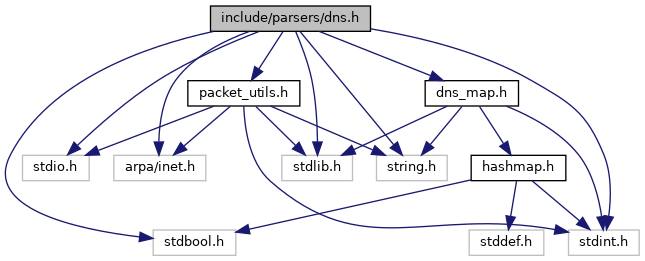 include/parsers/dns.h
packet_utils.h
dns_map.h
stdio.h
arpa/inet.h
stdlib.h
string.h
hashmap.h
stdbool.h
stddef.h
stdint.h